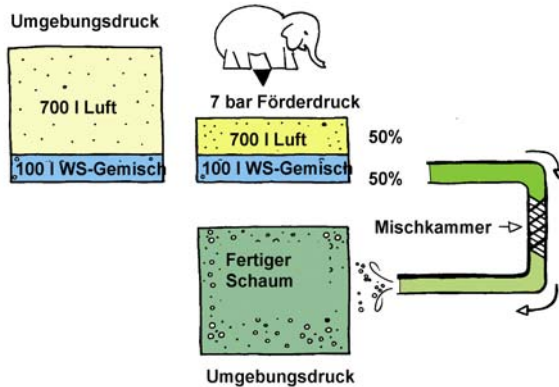 Umgebungsdruck
700 l Luft
100 l WS-Gemisch
7 bar Förderdruck
700 l Luft
50%
100 l WS-Gemisch
50%
Mischkammer
Fertiger
Schaum
Umgebungsdruck